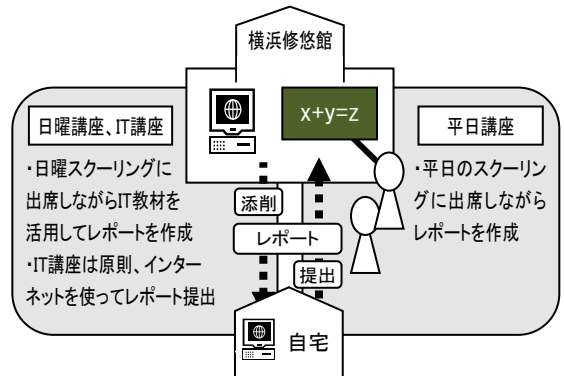 横浜修悠館
x+y=z
日曜講座、IT講座
・日曜スクーリングに
出席しながらIT教材を
活用してレポートを作成
・IT講座は原則、インター
ネットを使ってレポート提出
平日講座
・平日のスクーリン
グに出席しながら
レポートを作成
添削
レポート
提出
自宅